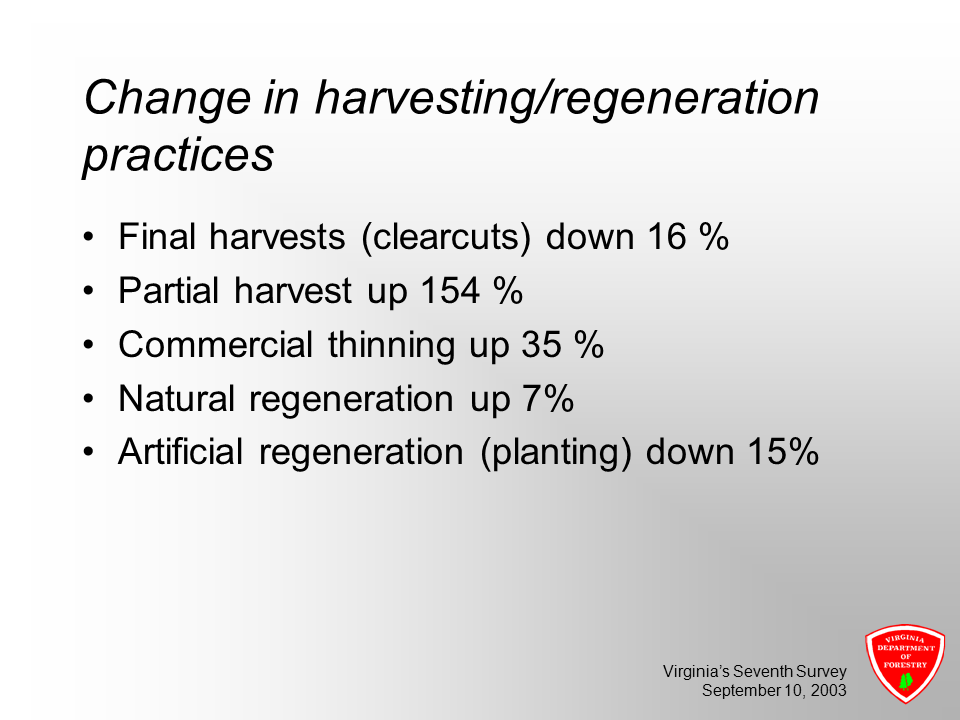 Change in harvesting/regeneration
practices
• Final harvests (clearcuts) down 16 %
• Partial harvest up 154 %
• Commercial thinning up 35 %
• Natural regeneration up 7%
• Artificial regeneration (planting) down 15%
Virginia’s Seventh Survey
September 10, 2003
VIRGINIA
DEPARTMENT
OF
FORESTRY